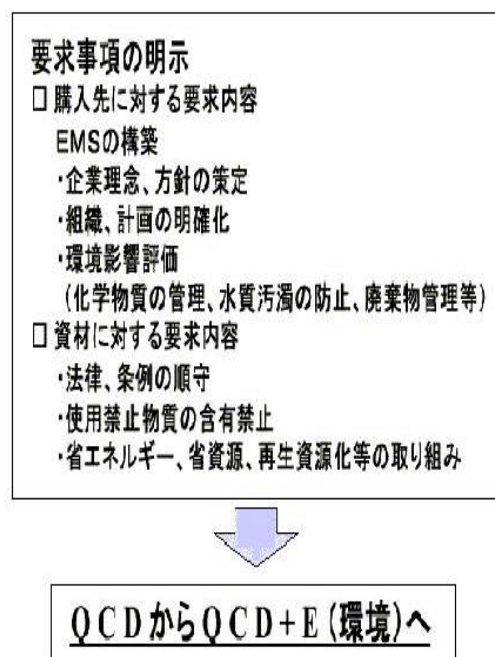 要求事項の明示
□ 購入先に対する要求内容
EMSの構築
・企業理念、方針の策定
・組織、計画の明確化
・環境影響評価
（化学物質の管理、水質汚濁の防止、廃棄物管理等）
□ 資材に対する要求内容
・法律、条例の順守
・使用禁止物質の含有禁止
・省エネルギー、省資源、再生資源化等の取り組み
QCDからQCD+E（環境）へ